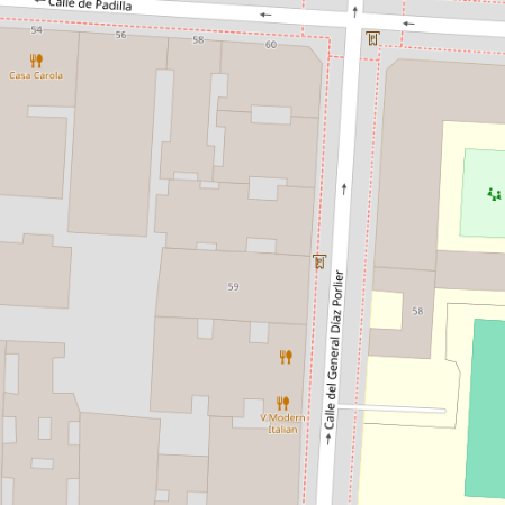 Calle de Padilla
54
56
58
60
Casa Carola
59
Calle del General Díaz Porlier
58
V.Modern
Italian